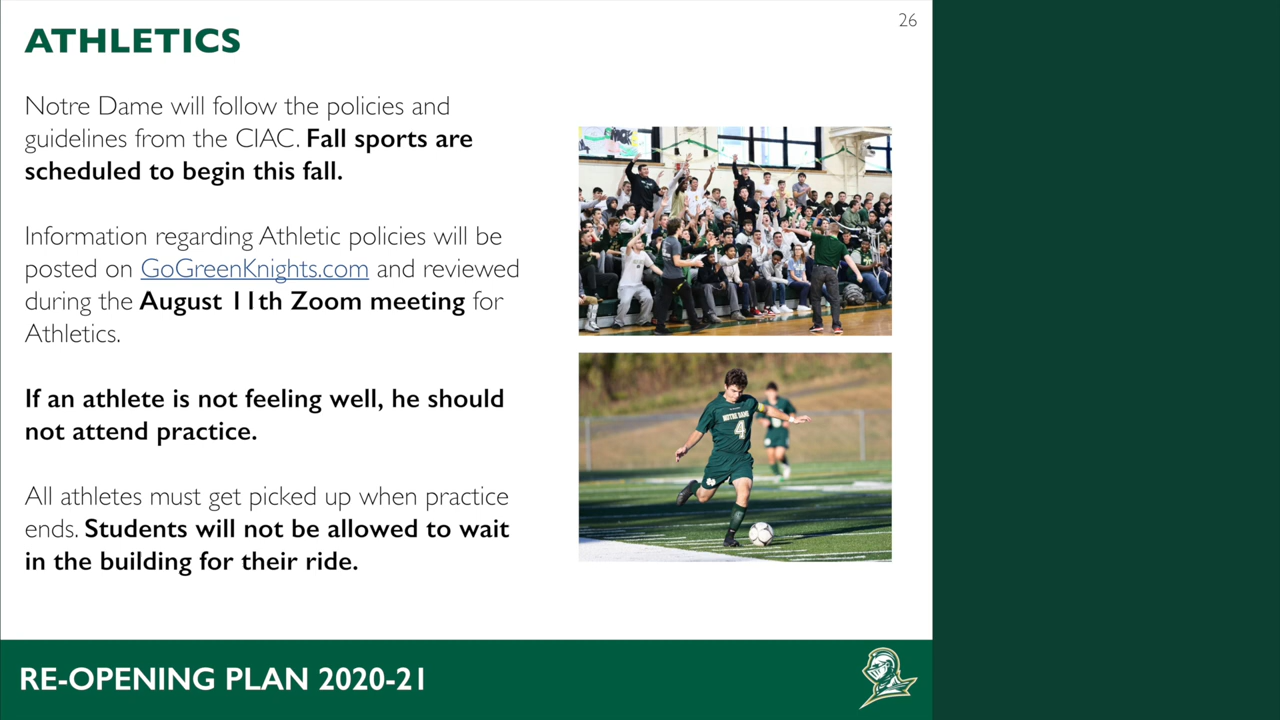 26
ATHLETICS
Notre Dame will follow the policies and
guidelines from the CIAC. Fall sports are
scheduled to begin this fall.
Information regarding Athletic policies will be
posted on GoGreenKnights.com and reviewed
during the August 11th Zoom meeting for
Athletics.
If an athlete is not feeling well, he should
not attend practice.
All athletes must get picked up when practice
ends. Students will not be allowed to wait
in the building for their ride.
NOTRE DAME
4
RE-OPENING PLAN 2020-21